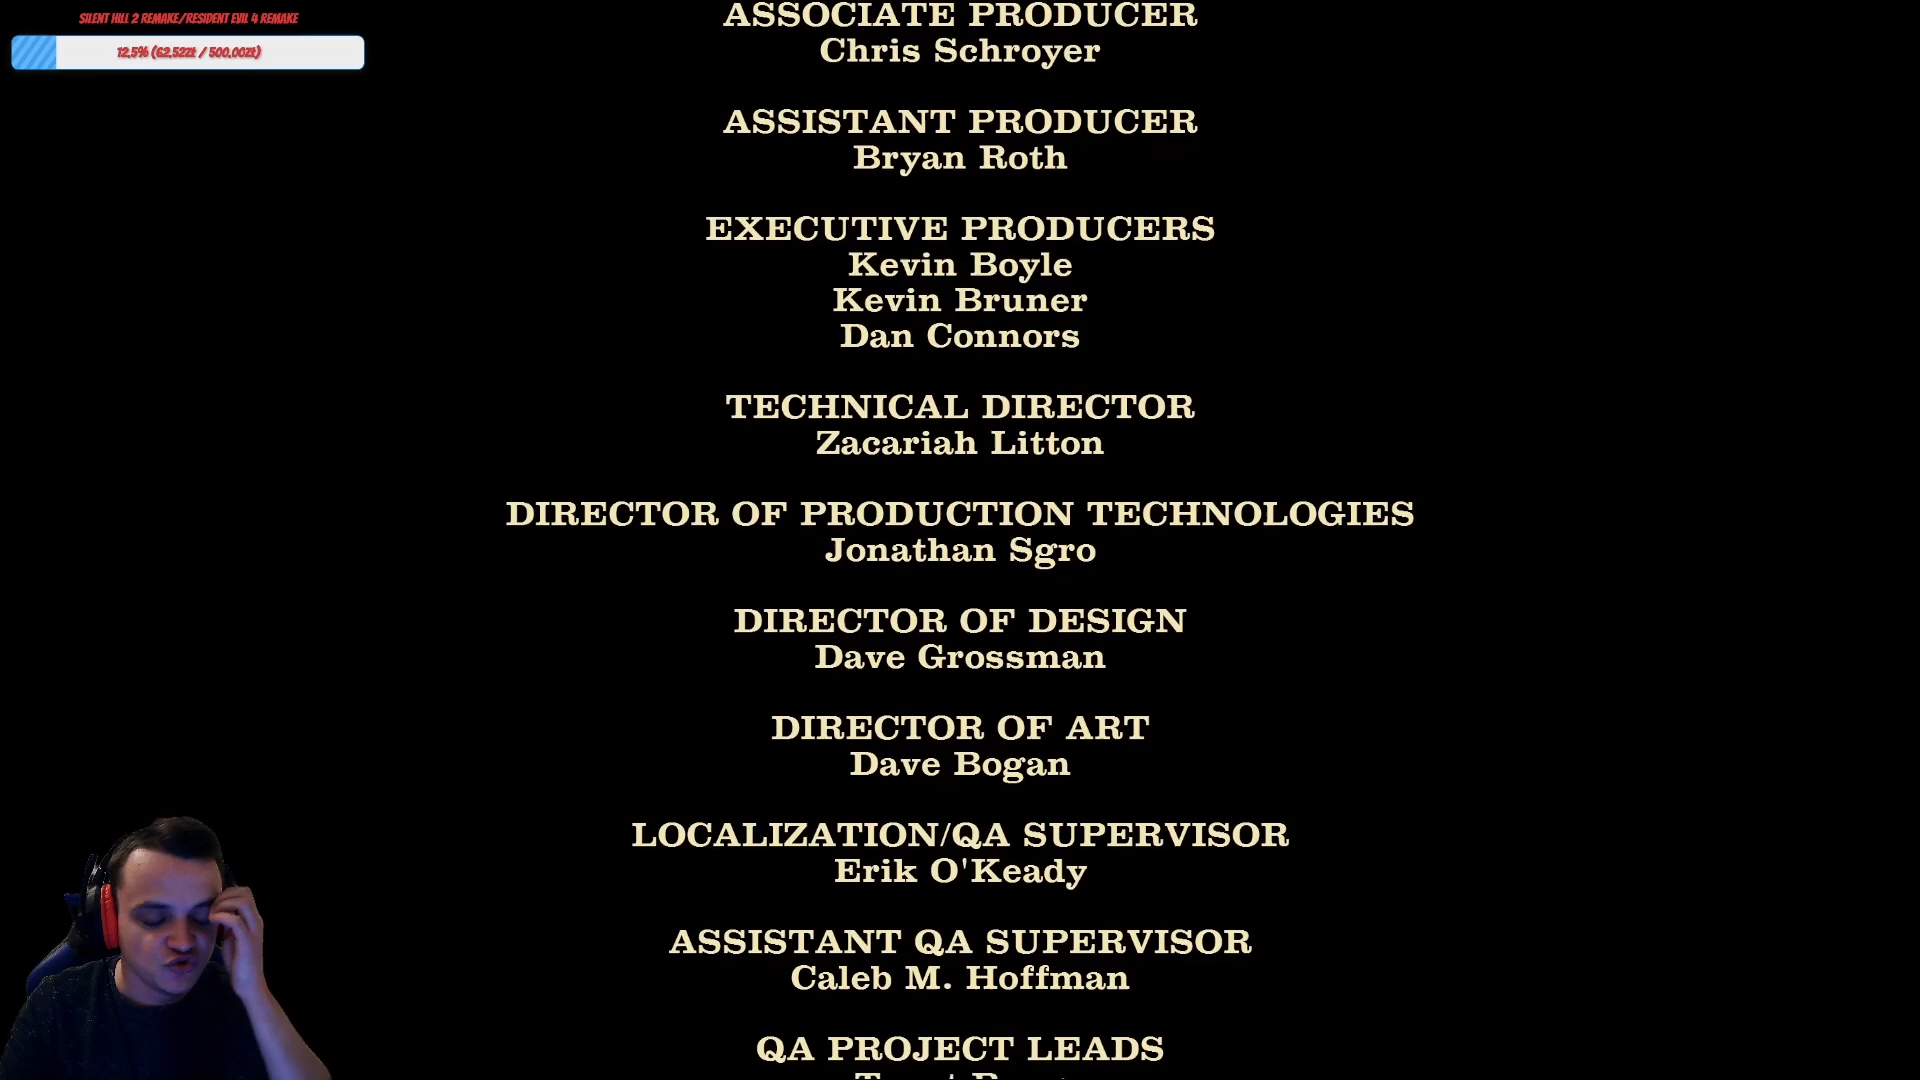 SILENT HILL 2 REMAKE/RESIDENT EVIL 4 REMAKE
12.5% (62.52zł / 500.00zł)
ASSOCIATE PRODUCER
Chris Schroyer
ASSISTANT PRODUCER
Bryan Roth
EXECUTIVE PRODUCERS
Kevin Boyle
Kevin Bruner
Dan Connors
TECHNICAL DIRECTOR
Zacariah Litton
DIRECTOR OF PRODUCTION TECHNOLOGIES
Jonathan Sgro
DIRECTOR OF DESIGN
Dave Grossman
DIRECTOR OF ART
Dave Bogan
LOCALIZATION/QA SUPERVISOR
Erik O'Keady
ASSISTANT QA SUPERVISOR
Caleb M. Hoffman
QA PROJECT LEADS